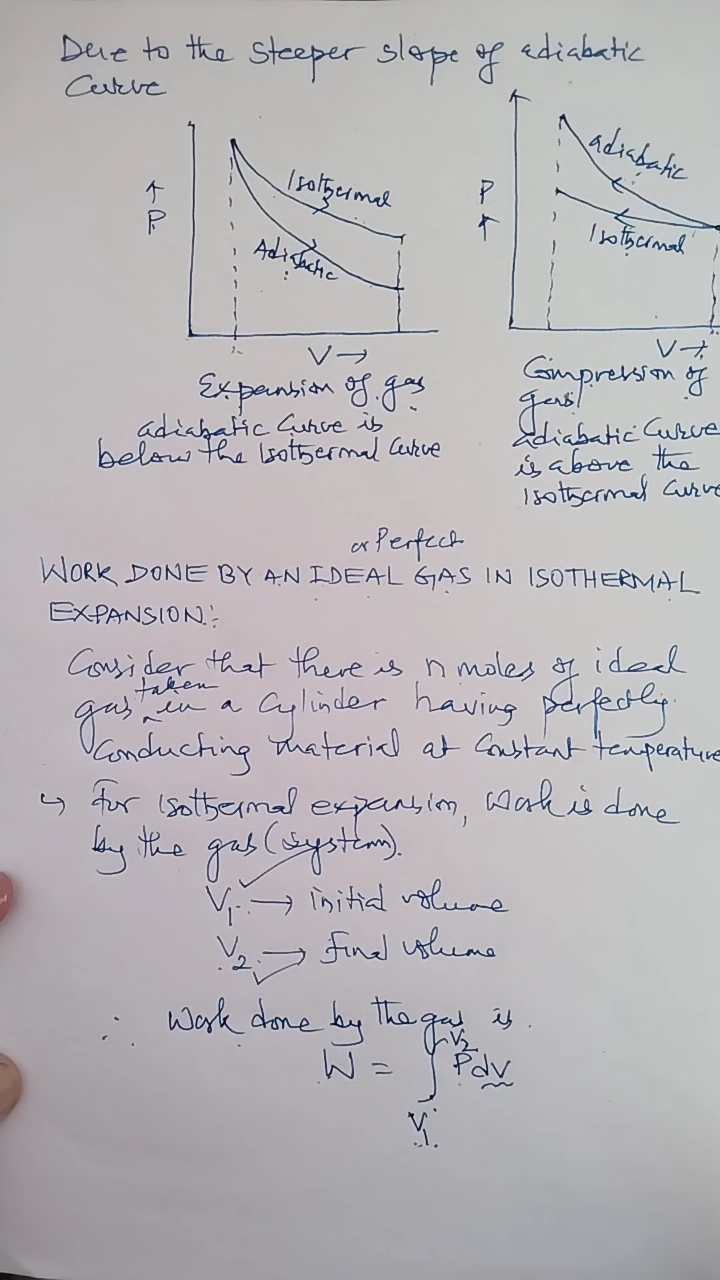 Due to the steeper slope of adiabatic
Curve
↑
P
Isothermal
Adiabatic
V →
Expansion of gas
adiabatic Curve is
below the Isothermal Curve
P
↑
adiabatic
Isothermal
V →
Compression of
gas/
adiabatic Curve
is above the
Isothermal Curve
or Perfect
WORK DONE BY AN IDEAL GAS IN ISOTHERMAL
EXPANSION:
Consider that there is n moles of ideal
gas taken in a Cylinder having perfectly
Conducting material at Constant temperature
↳ For Isothermal expansion, Work is done
by the gas (system).
V₁ → initial volume
V₂ → final volume
∴ Work done by the gas is
W = ∫_{V₁}^{V₂} P dv